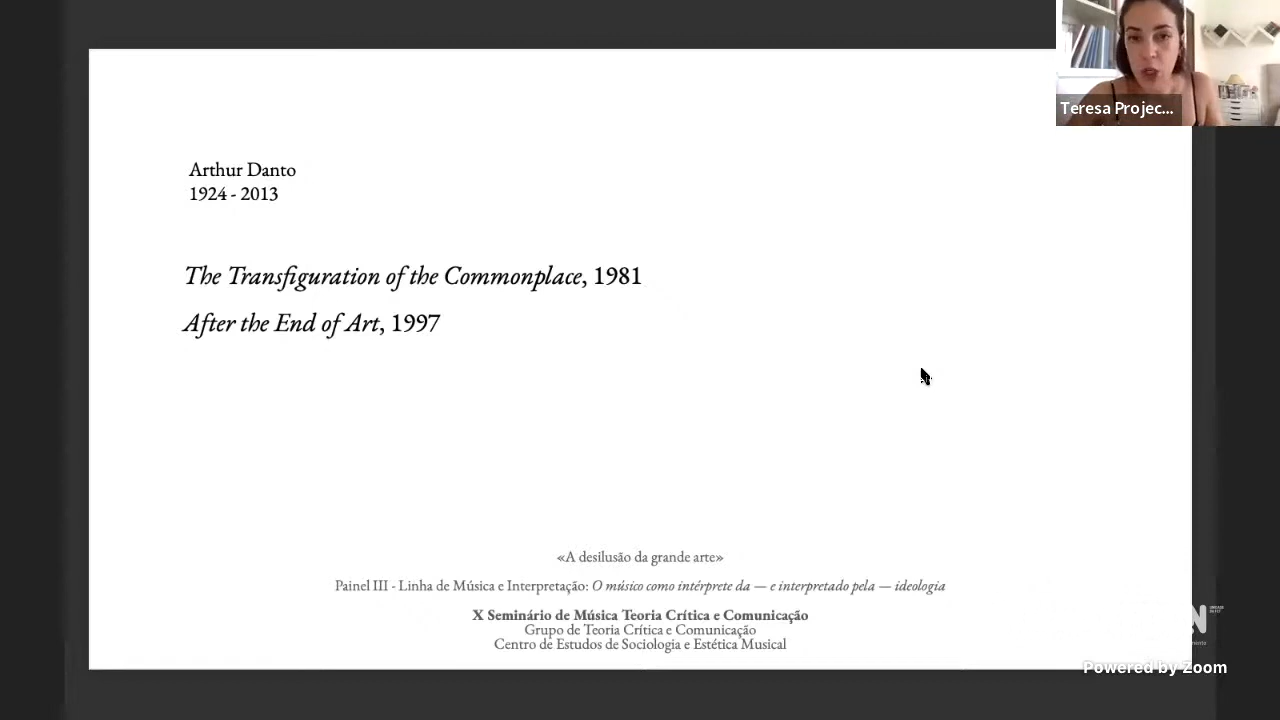 Teresa Projec...
Arthur Danto
1924 - 2013
The Transfiguration of the Commonplace, 1981
After the End of Art, 1997
«A desilusão da grande arte»
Painel III - Linha de Música e Interpretação: O músico como intérprete da — e interpretado pela — ideologia
X Seminário de Música Teoria Crítica e Comunicação
Grupo de Teoria Crítica e Comunicação
Centro de Estudos de Sociologia e Estética Musical
Powered by Zoom